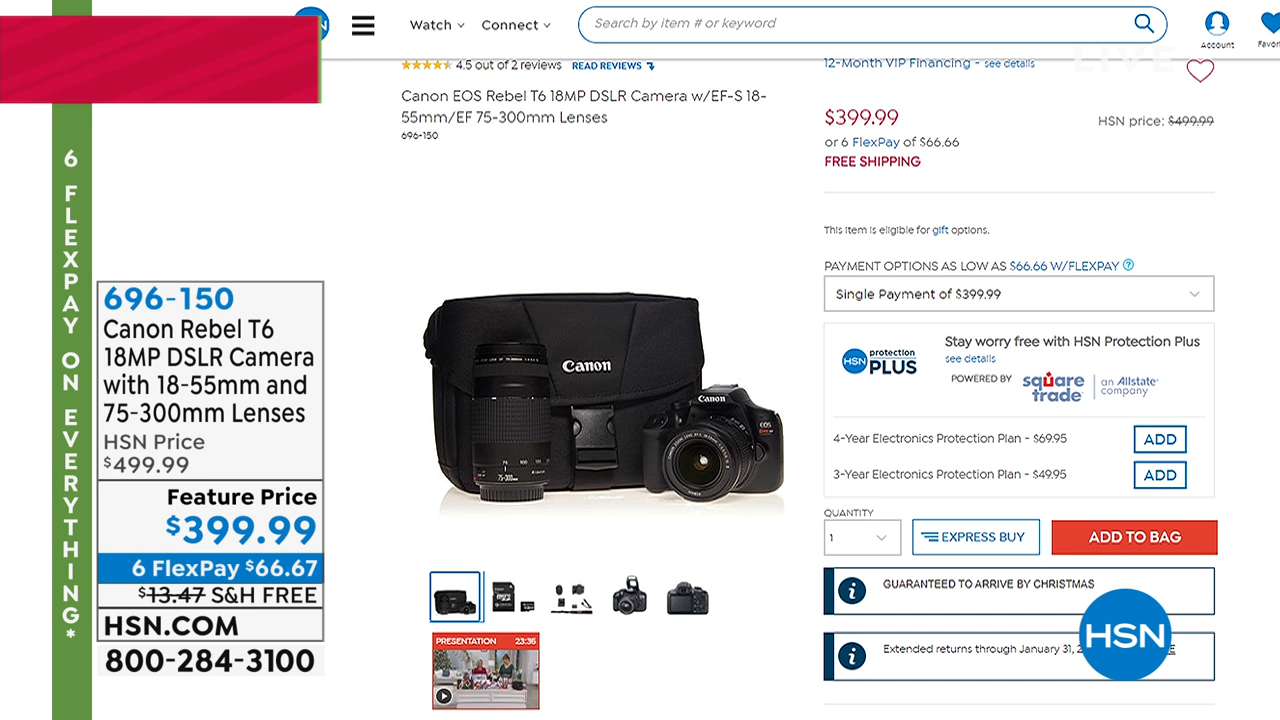 HSN
Watch
Connect
Search by item # or keyword
Account
LIVE
4.5 out of 2 reviews
READ REVIEWS
Canon EOS Rebel T6 18MP DSLR Camera w/EF-S 18-
55mm/EF 75-300mm Lenses
696-150
12-Month VIP Financing - see details
$399.99
HSN price: $499.99
or 6 FlexPay of $66.66
FREE SHIPPING
This item is eligible for gift options.
PAYMENT OPTIONS AS LOW AS $66.66 W/FLEXPAY ?
Single Payment of $399.99
HSN protection PLUS
Stay worry free with HSN Protection Plus
see details
POWERED BY
square trade
an Allstate company
4-Year Electronics Protection Plan - $69.95
ADD
3-Year Electronics Protection Plan - $49.95
ADD
QUANTITY
1
EXPRESS BUY
ADD TO BAG
GUARANTEED TO ARRIVE BY CHRISTMAS
Extended returns through January 31,
HSN
6 FLEXPAY ON EVERYTHING*
696-150
Canon Rebel T6
18MP DSLR Camera
with 18-55mm and
75-300mm Lenses
HSN Price
$499.99
Feature Price
$399.99
6 FlexPay $66.67
$13.47 S&H FREE
HSN.COM
800-284-3100
Canon
Canon
EOS
75-300
PRESENTATION 23:36